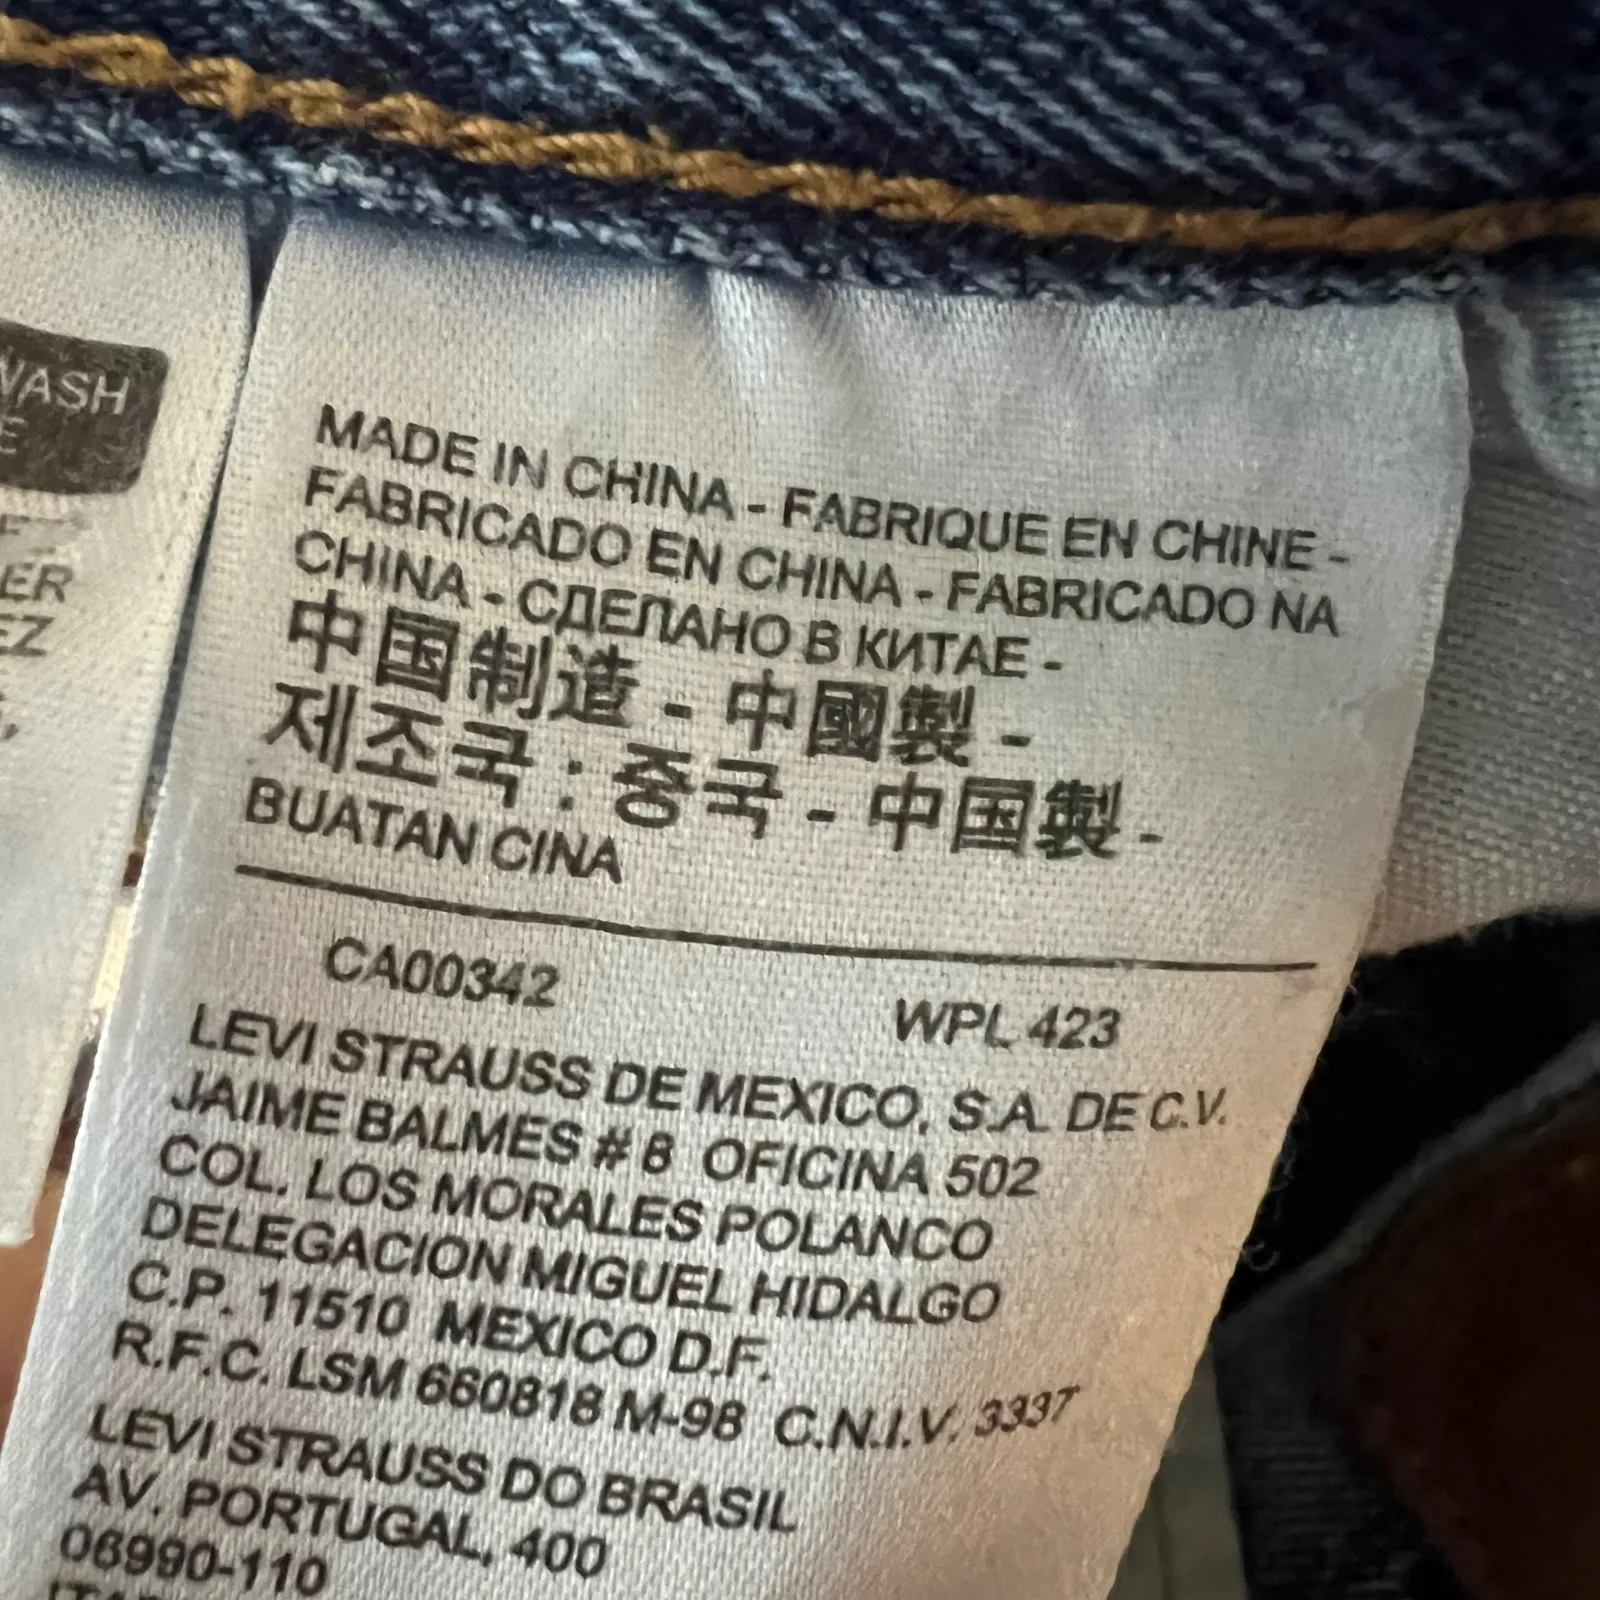 WASH
E
ER
EZ
MADE IN CHINA - FABRIQUE EN CHINE -
FABRICADO EN CHINA - FABRICADO NA
CHINA - СДЕЛАНО В КИТАЕ -
中国制造 - 中國製 -
제조국 : 중국 - 中国製 -
BUATAN CINA
CA00342 WPL 423
LEVI STRAUSS DE MEXICO, S.A. DE C.V.
JAIME BALMES # 8 OFICINA 502
COL. LOS MORALES POLANCO
DELEGACION MIGUEL HIDALGO
C.P. 11510 MEXICO D.F.
R.F.C. LSM 660818 M-98 C.N.I.V. 3337
LEVI STRAUSS DO BRASIL
AV. PORTUGAL, 400
06990-110